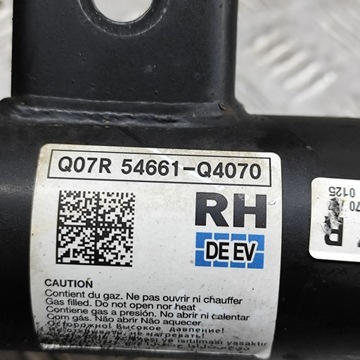 Q07R 54661-Q4070
RH
DE EV
CAUTION
Contient du gaz. Ne pas ouvrir ni chauffer
Gas filled. Do not open nor heat
Contiene gas a presión. No abrir ni calentar
Com gás. Não abrir Não aquecer
Осторожно! Высокое давление!
70
0125
R